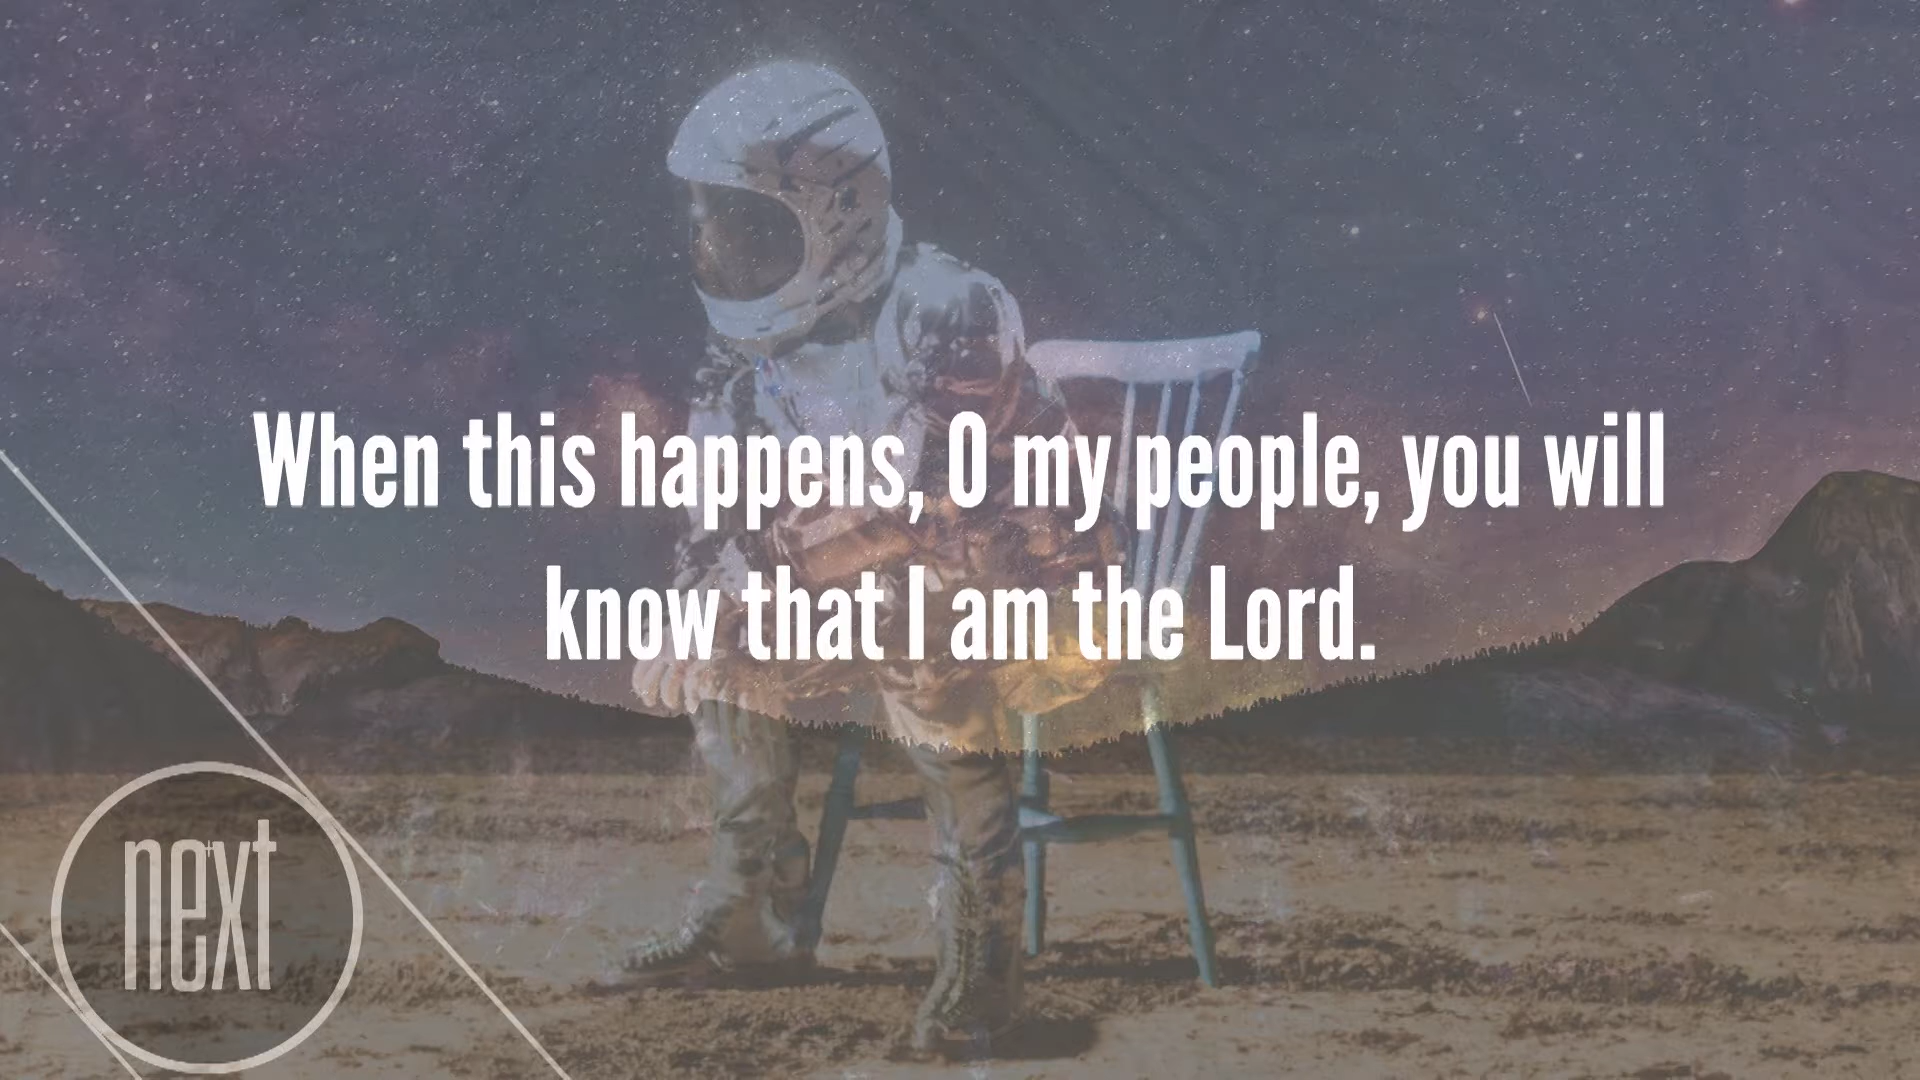 When this happens, O my people, you will
know that I am the Lord.
next